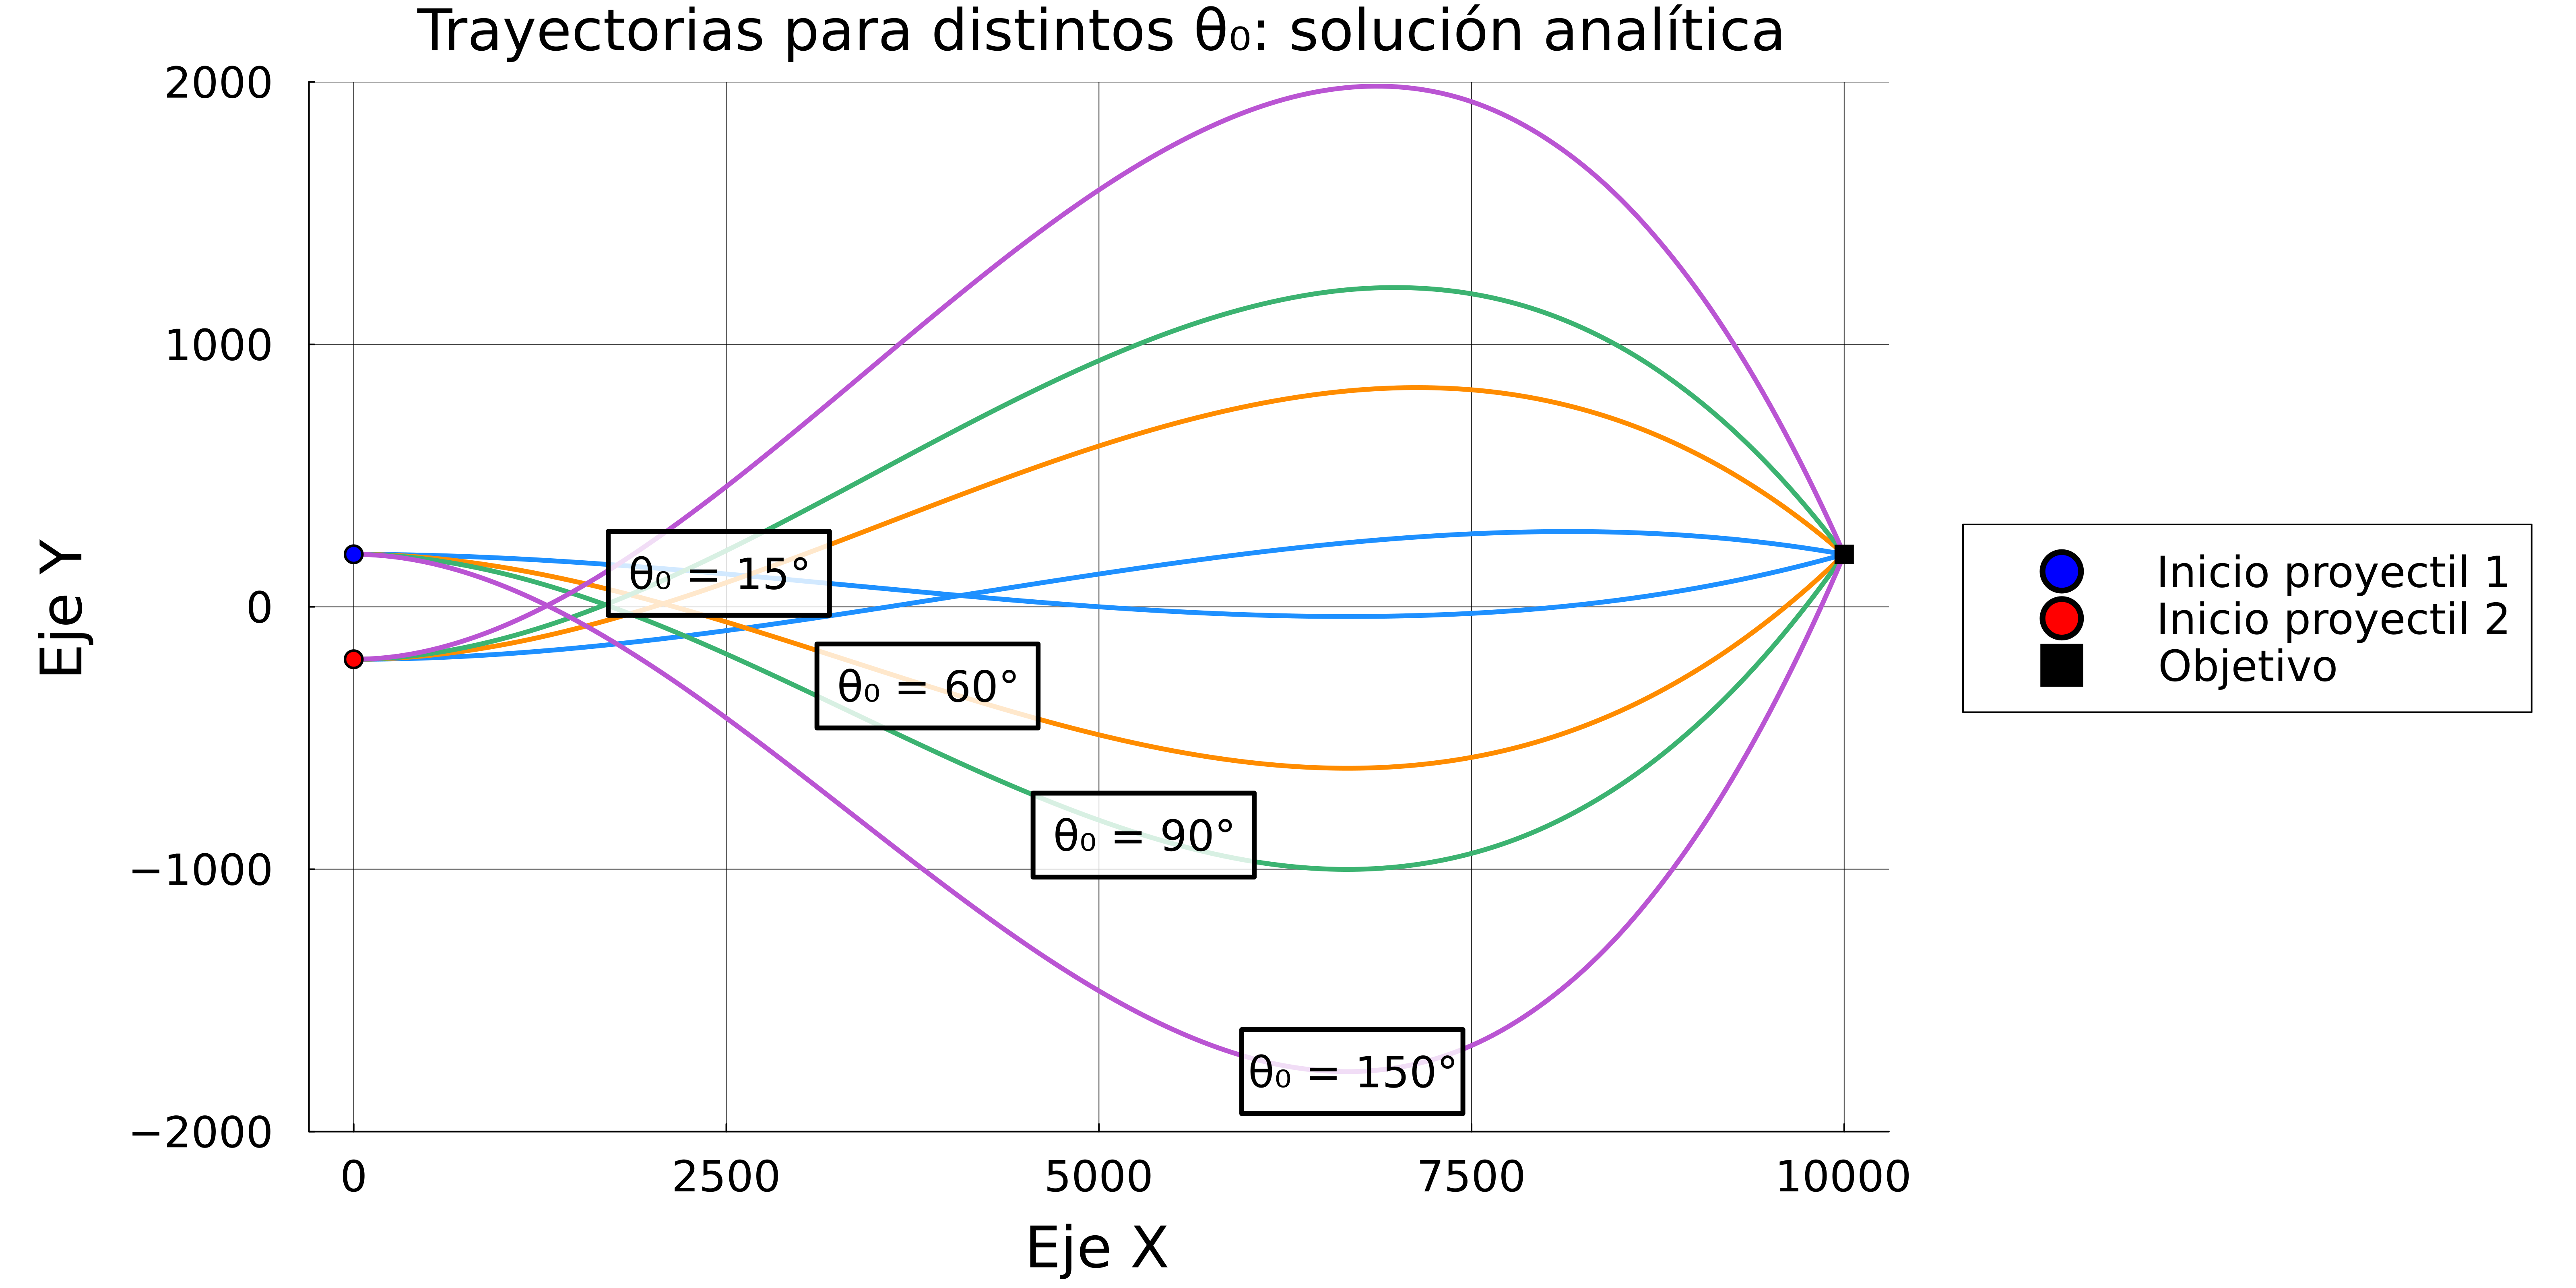 Trayectorias para distintos θ₀: solución analítica
2000
1000
0
−1000
−2000
Eje Y
θ₀ = 15°
θ₀ = 60°
θ₀ = 90°
θ₀ = 150°
0
2500
5000
7500
10000
Eje X
Inicio proyectil 1
Inicio proyectil 2
Objetivo